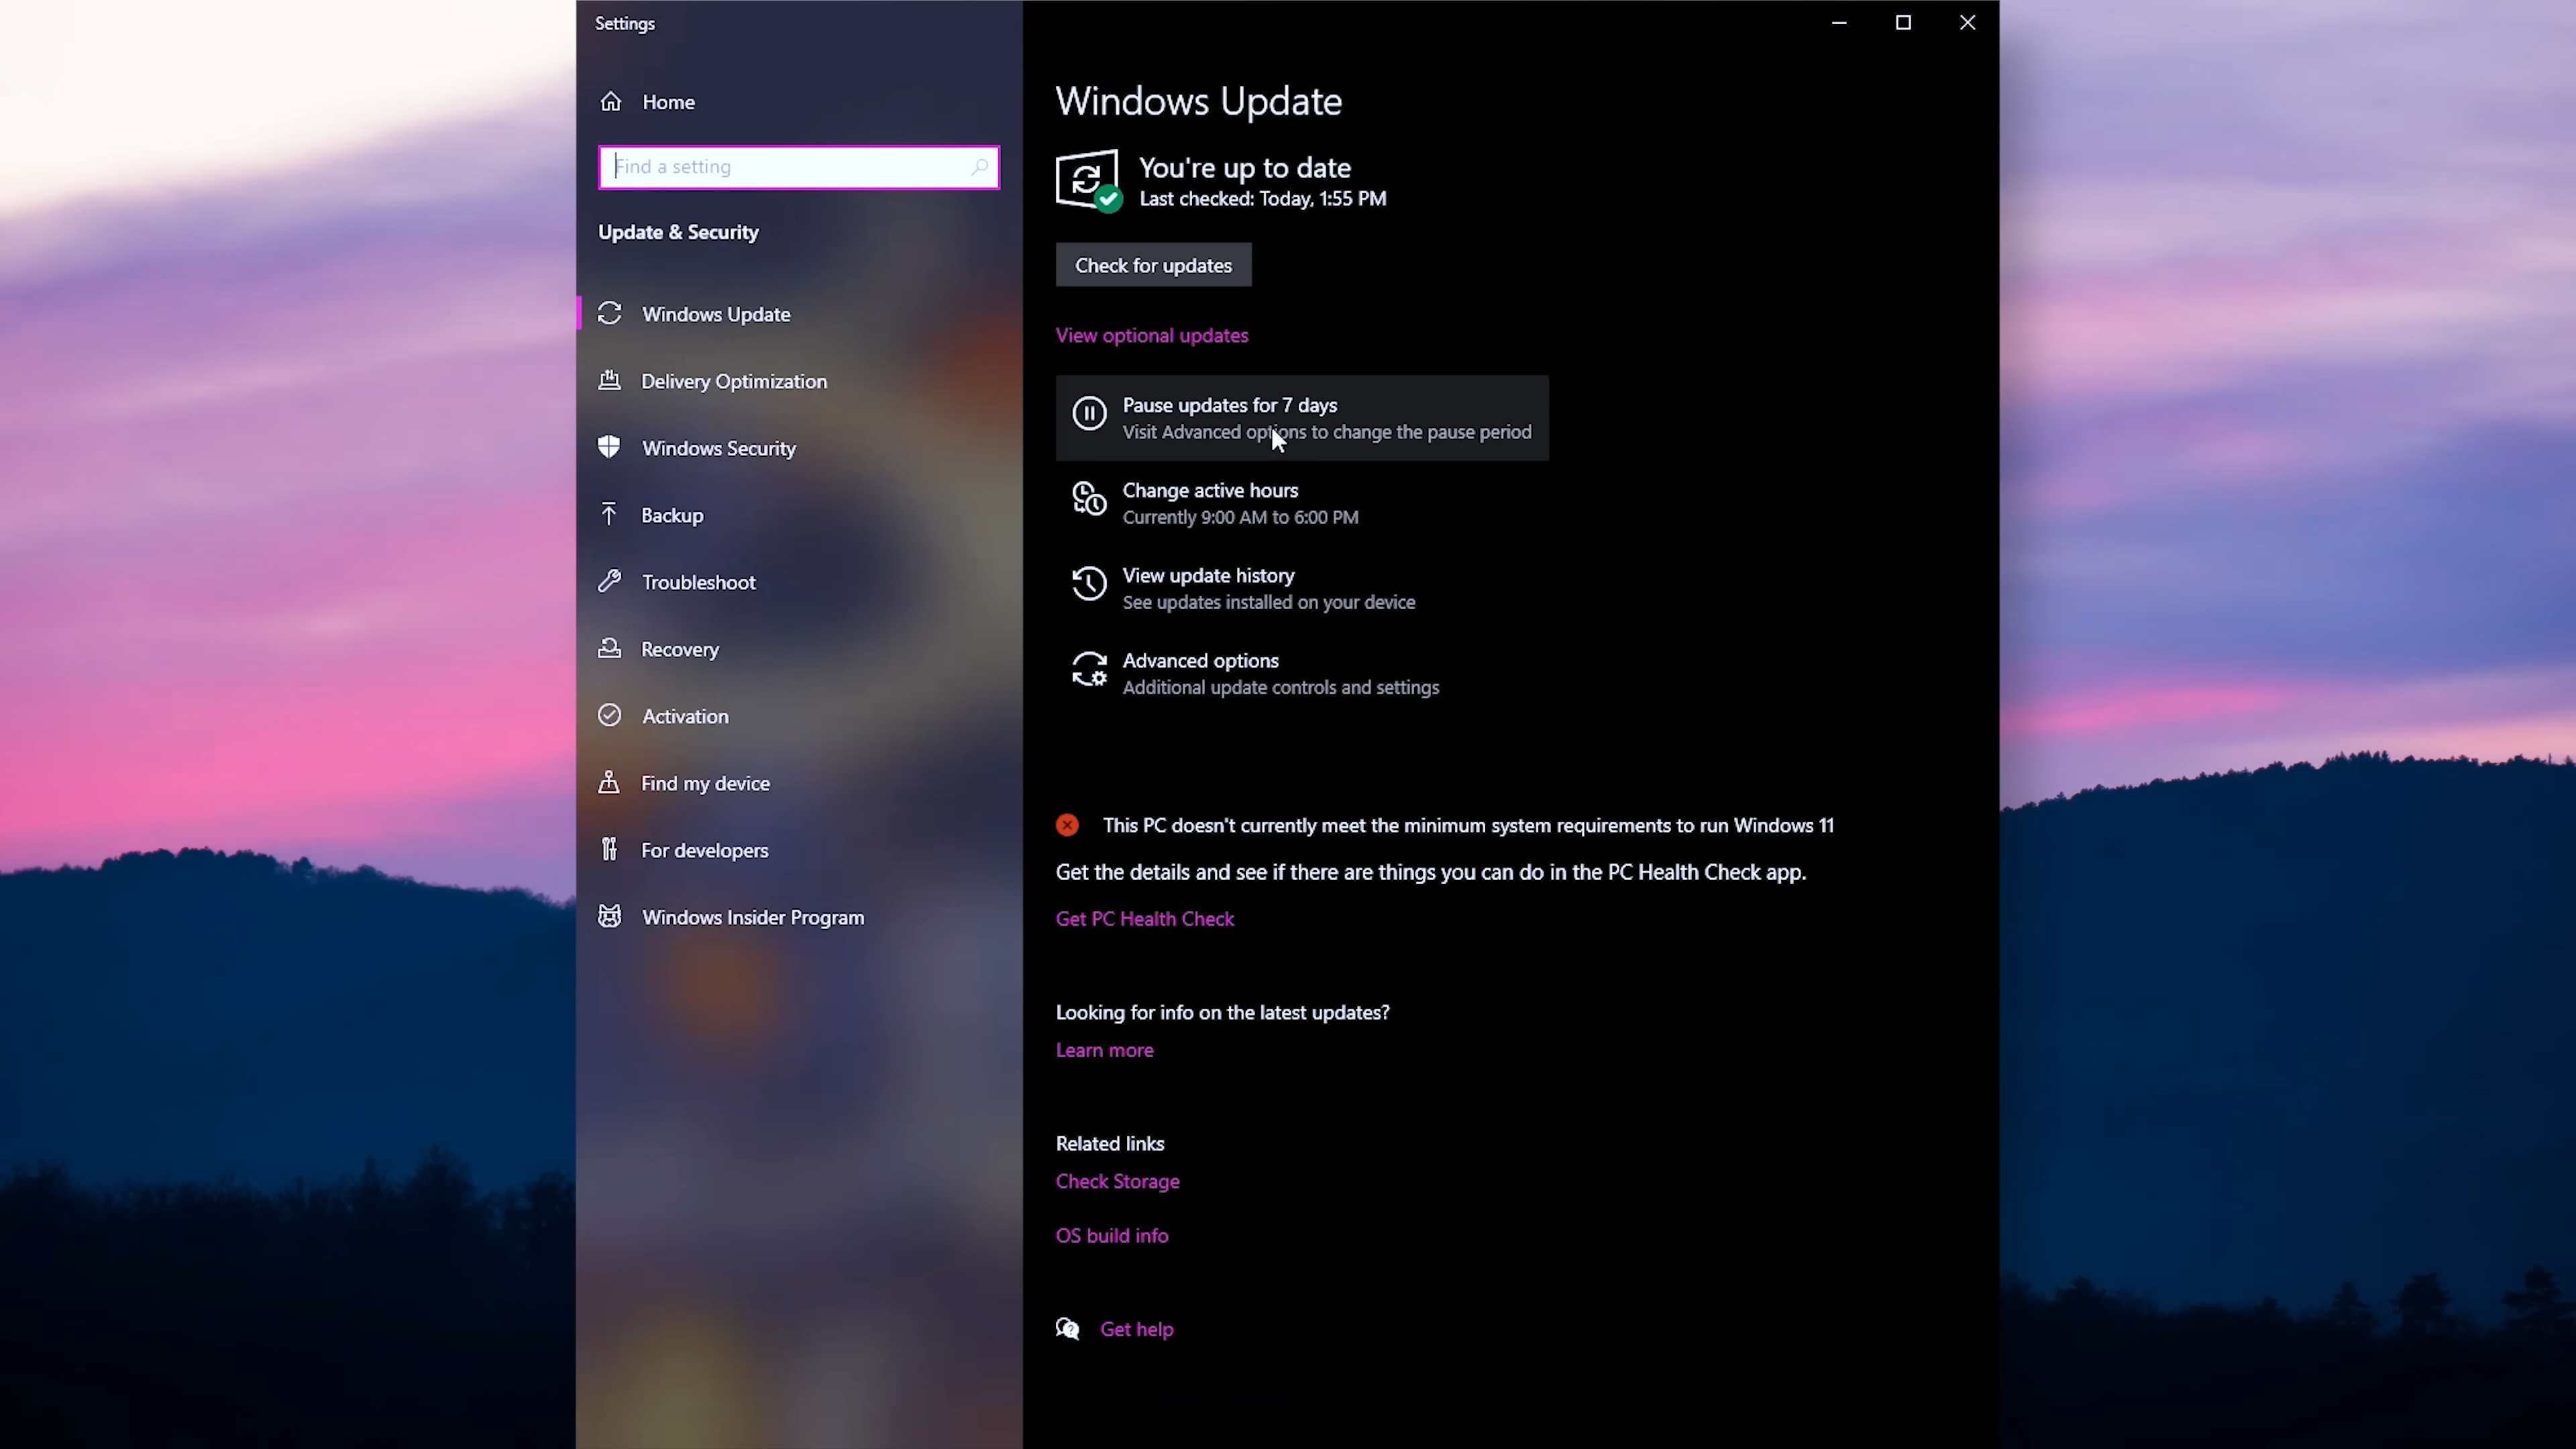 Settings
Home
Find a setting
Update & Security
Windows Update
Delivery Optimization
Windows Security
Backup
Troubleshoot
Recovery
Activation
Find my device
For developers
Windows Insider Program
Windows Update
You're up to date
Last checked: Today, 1:55 PM
Check for updates
View optional updates
Pause updates for 7 days
Visit Advanced options to change the pause period
Change active hours
Currently 9:00 AM to 6:00 PM
View update history
See updates installed on your device
Advanced options
Additional update controls and settings
This PC doesn't currently meet the minimum system requirements to run Windows 11
Get the details and see if there are things you can do in the PC Health Check app.
Get PC Health Check
Looking for info on the latest updates?
Learn more
Related links
Check Storage
OS build info
Get help